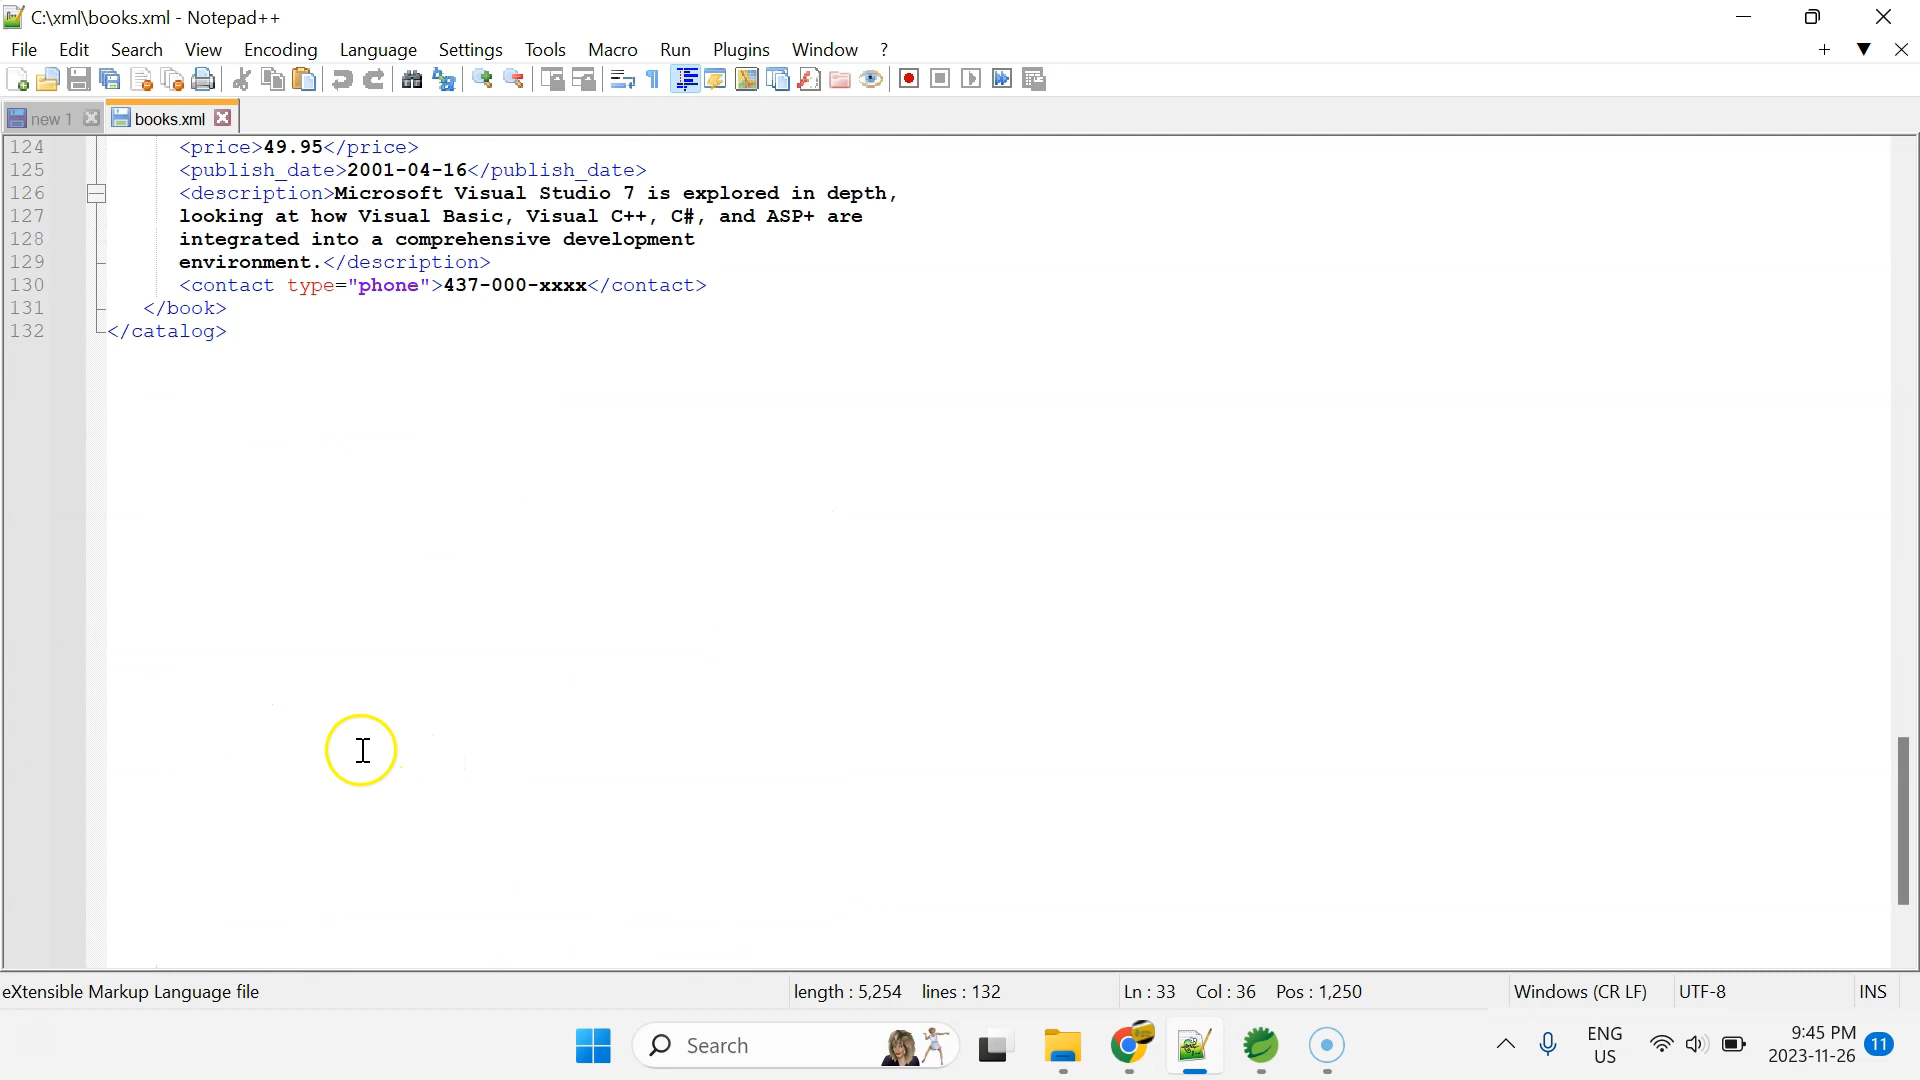 C:\xml\books.xml - Notepad++
File Edit Search View Encoding Language Settings Tools Macro Run Plugins Window ?
new 1 books.xml
124 <price>49.95</price>
125 <publish_date>2001-04-16</publish_date>
126 <description>Microsoft Visual Studio 7 is explored in depth,
127 looking at how Visual Basic, Visual C++, C#, and ASP+ are
128 integrated into a comprehensive development
129 environment.</description>
130 <contact type="phone">437-000-xxxx</contact>
131 </book>
132 </catalog>
eXtensible Markup Language file length : 5,254 lines : 132 Ln : 33 Col : 36 Pos : 1,250 Windows (CR LF) UTF-8 INS
Search ENG 9:45 PM
US 2023-11-26 11